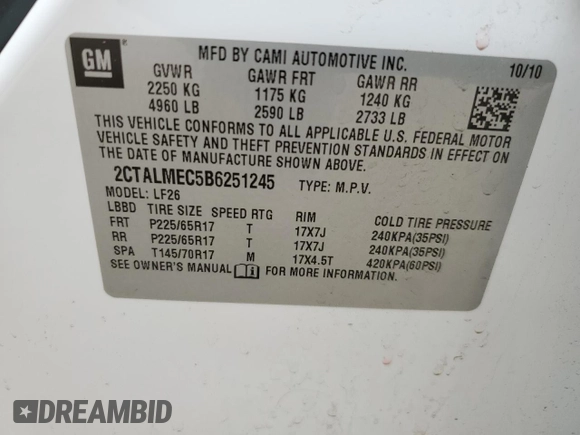 GM
MFD BY CAMI AUTOMOTIVE INC.
10/10
GVWR GAWR FRT GAWR RR
2250 KG 1175 KG 1240 KG
4960 LB 2590 LB 2733 LB
THIS VEHICLE CONFORMS TO ALL APPLICABLE U.S. FEDERAL MOTOR
VEHICLE SAFETY AND THEFT PREVENTION STANDARDS IN EFFECT ON
THE DATE OF MANUFACTURE SHOWN ABOVE.
2CTALMEC5B6251245 TYPE: M.P.V.
MODEL: LF26
LBBD TIRE SIZE SPEED RTG RIM COLD TIRE PRESSURE
FRT P225/65R17 T 17X7J 240KPA(35PSI)
RR P225/65R17 T 17X7J 240KPA(35PSI)
SPA T145/70R17 M 17X4.5T 420KPA(60PSI)
SEE OWNER'S MANUAL FOR MORE INFORMATION.
DREAMBID